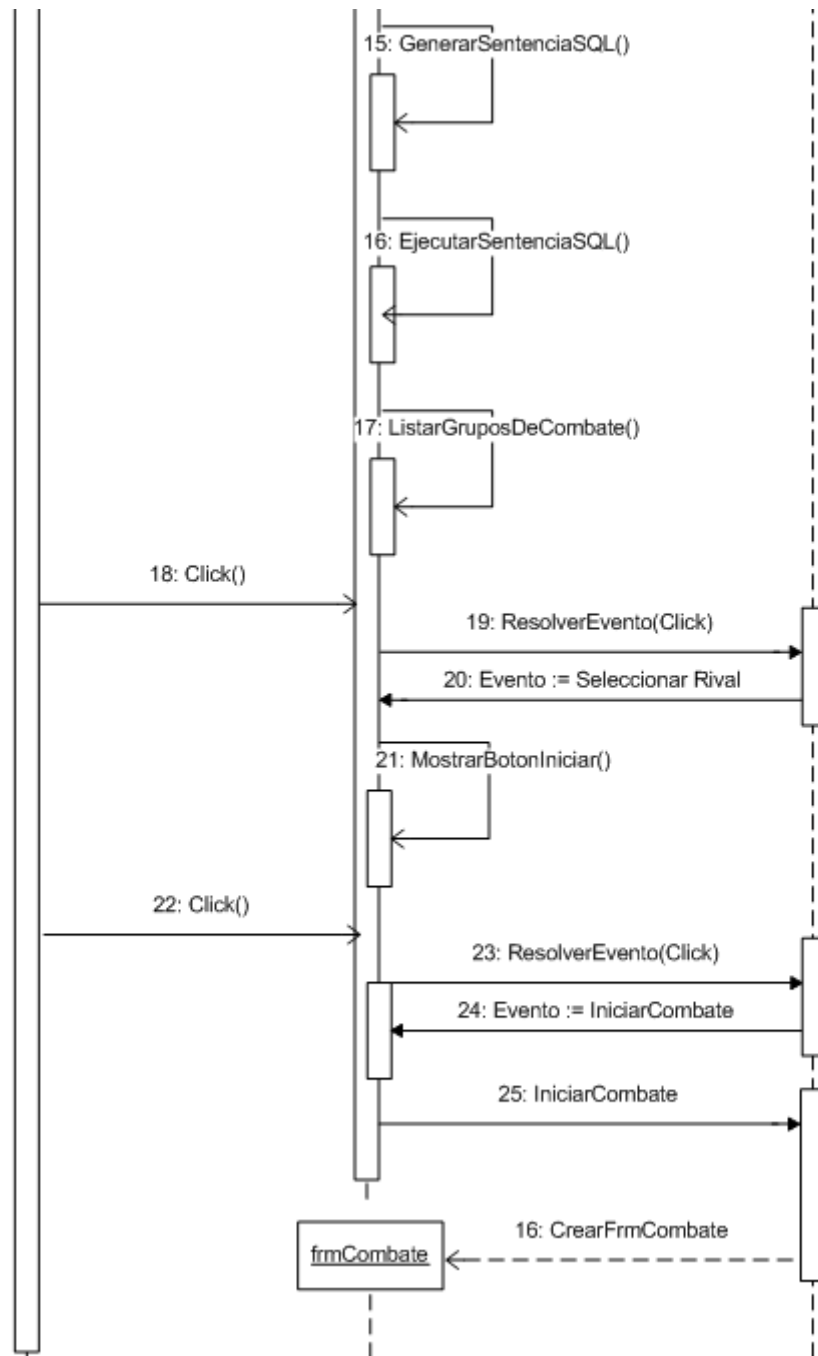 15: GenerarSentenciaSQL()
16: EjecutarSentenciaSQL()
17: ListarGruposDeCombate()
18: Click()
19: ResolverEvento(Click)
20: Evento := Seleccionar Rival
21: MostrarBotonIniciar()
22: Click()
23: ResolverEvento(Click)
24: Evento := IniciarCombate
25: IniciarCombate
16: CrearFrmCombate
frmCombate